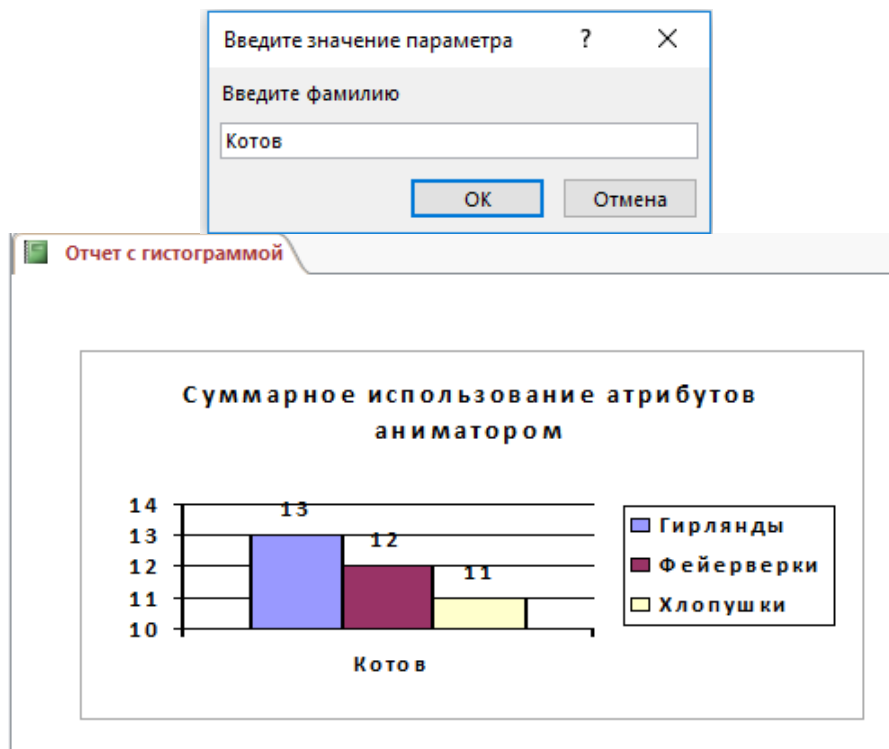 Введите значение параметра ? ×
Введите фамилию
Котов
ОК Отмена
Отчет с гистограммой
Суммарное использование атрибутов
аниматором
14
13
12
11
10
13
12
11
Котов
Гирлянды
Фейерверки
Хлопушки